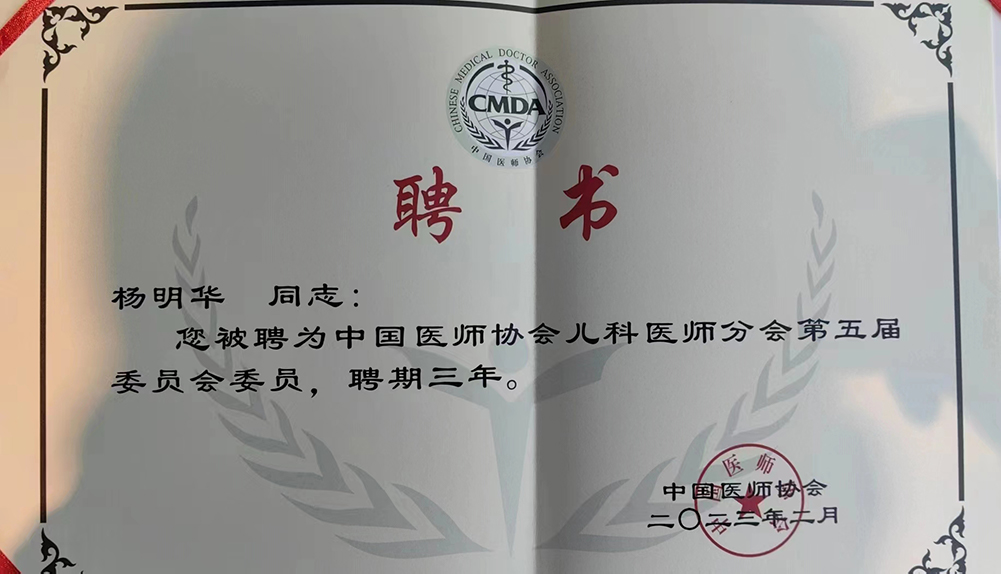 CHINESE MEDICAL DOCTOR ASSOCIATION
CMDA
中国医师协会
聘 书
杨明华 同志：
您被聘为中国医师协会儿科医师分会第五届
委员会委员，聘期三年。
中国医师协会
二〇二三年二月